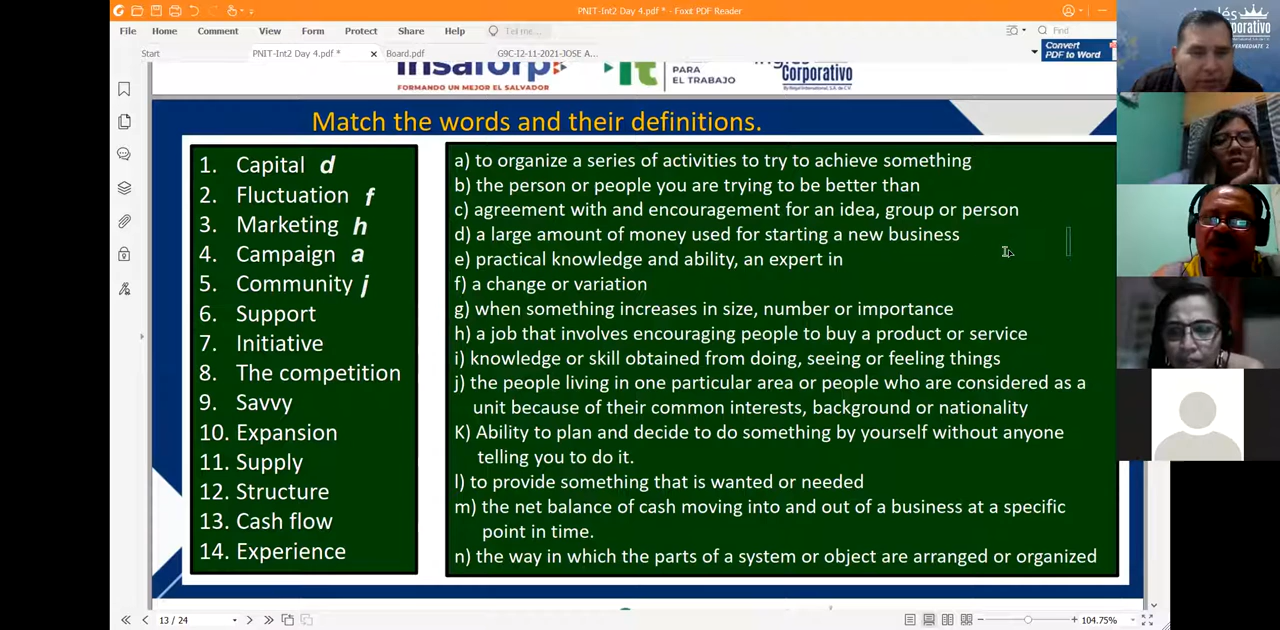 PNIT-Int2 Day 4.pdf * - Foxit PDF Reader
File Home Comment View Form Protect Share Help Tell me... Find
Start PNIT-Int2 Day 4.pdf * Board.pdf G9C-I2-11-2021-JOSE A...
Convert
PDF to Word
insaforp
FORMANDO UN MEJOR EL SALVADOR
PARA
EL TRABAJO
Corporativo
Match the words and their definitions.
1. Capital d
2. Fluctuation f
3. Marketing h
4. Campaign a
5. Community j
6. Support
7. Initiative
8. The competition
9. Savvy
10. Expansion
11. Supply
12. Structure
13. Cash flow
14. Experience
a) to organize a series of activities to try to achieve something
b) the person or people you are trying to be better than
c) agreement with and encouragement for an idea, group or person
d) a large amount of money used for starting a new business
e) practical knowledge and ability, an expert in
f) a change or variation
g) when something increases in size, number or importance
h) a job that involves encouraging people to buy a product or service
i) knowledge or skill obtained from doing, seeing or feeling things
j) the people living in one particular area or people who are considered as a
unit because of their common interests, background or nationality
K) Ability to plan and decide to do something by yourself without anyone
telling you to do it.
l) to provide something that is wanted or needed
m) the net balance of cash moving into and out of a business at a specific
point in time.
n) the way in which the parts of a system or object are arranged or organized
13 / 24
104.75%